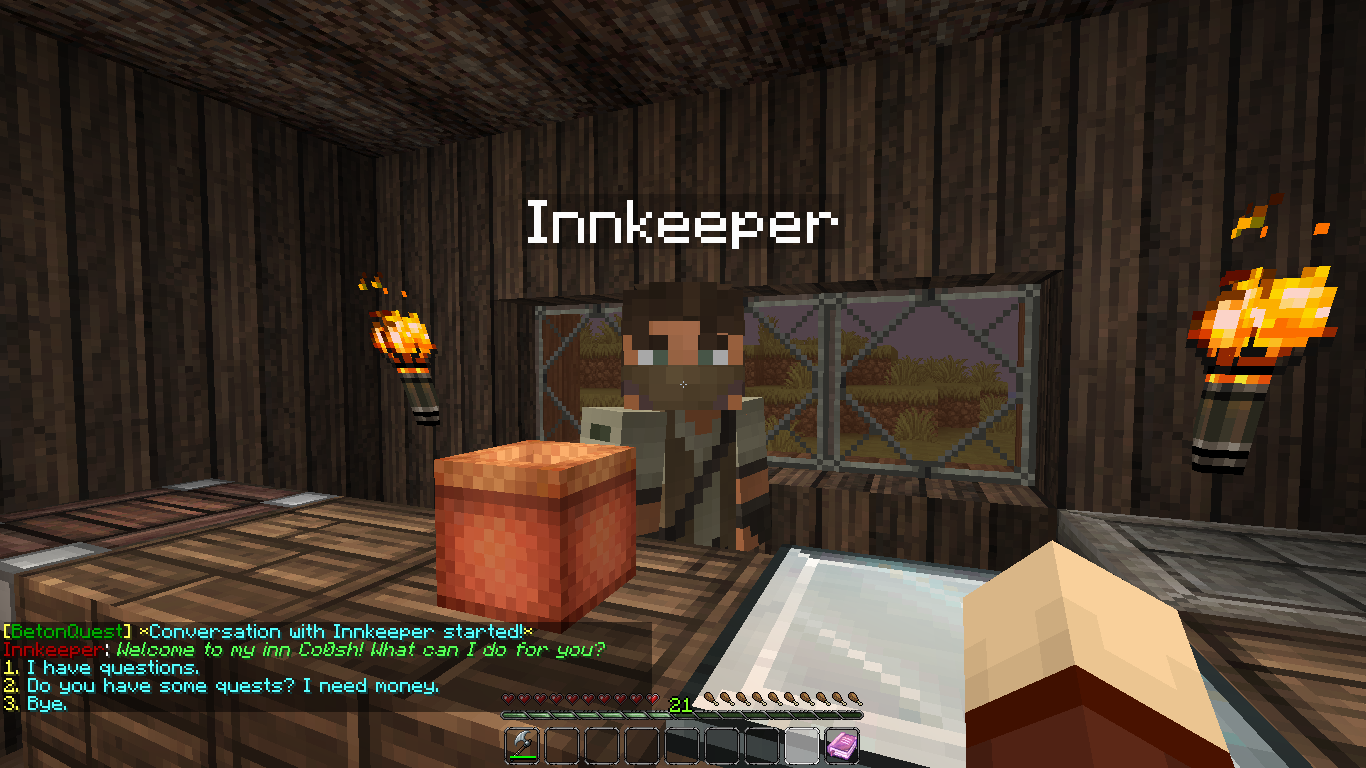 Innkeeper
[BetonQuest] *Conversation with Innkeeper started!*
Innkeeper: Welcome to my inn Co0sh! What can I do for you?
1. I have questions.
2. Do you have some quests? I need money.
3. Bye.
21